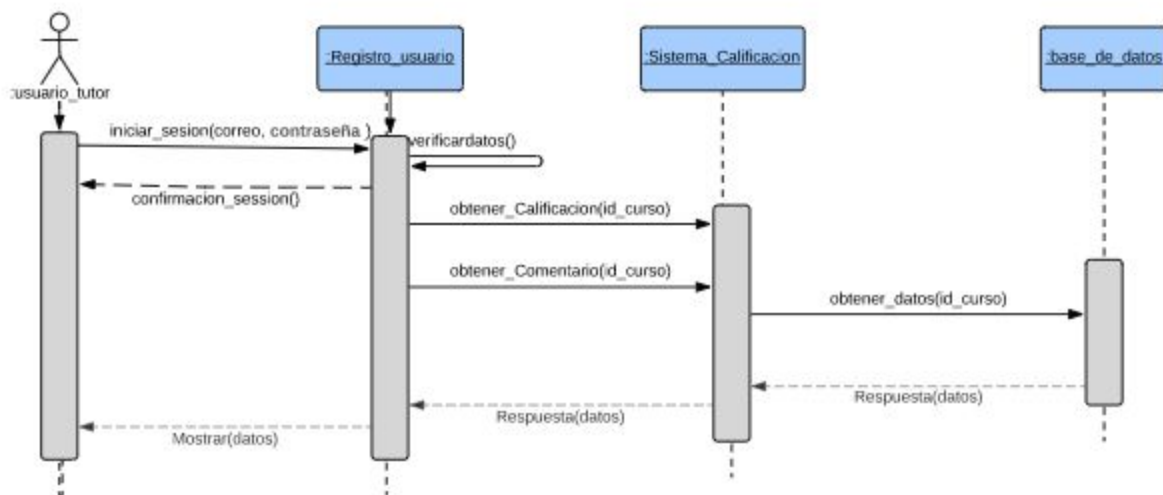 :Registro_usuario
:Sistema_Calificacion
:base_de_datos
:usuario_tutor
iniciar_sesion(correo, contraseña )
verificardatos()
confirmacion_session()
obtener_Calificacion(id_curso)
obtener_Comentario(id_curso)
obtener_datos(id_curso)
Respuesta(datos)
Respuesta(datos)
Mostrar(datos)